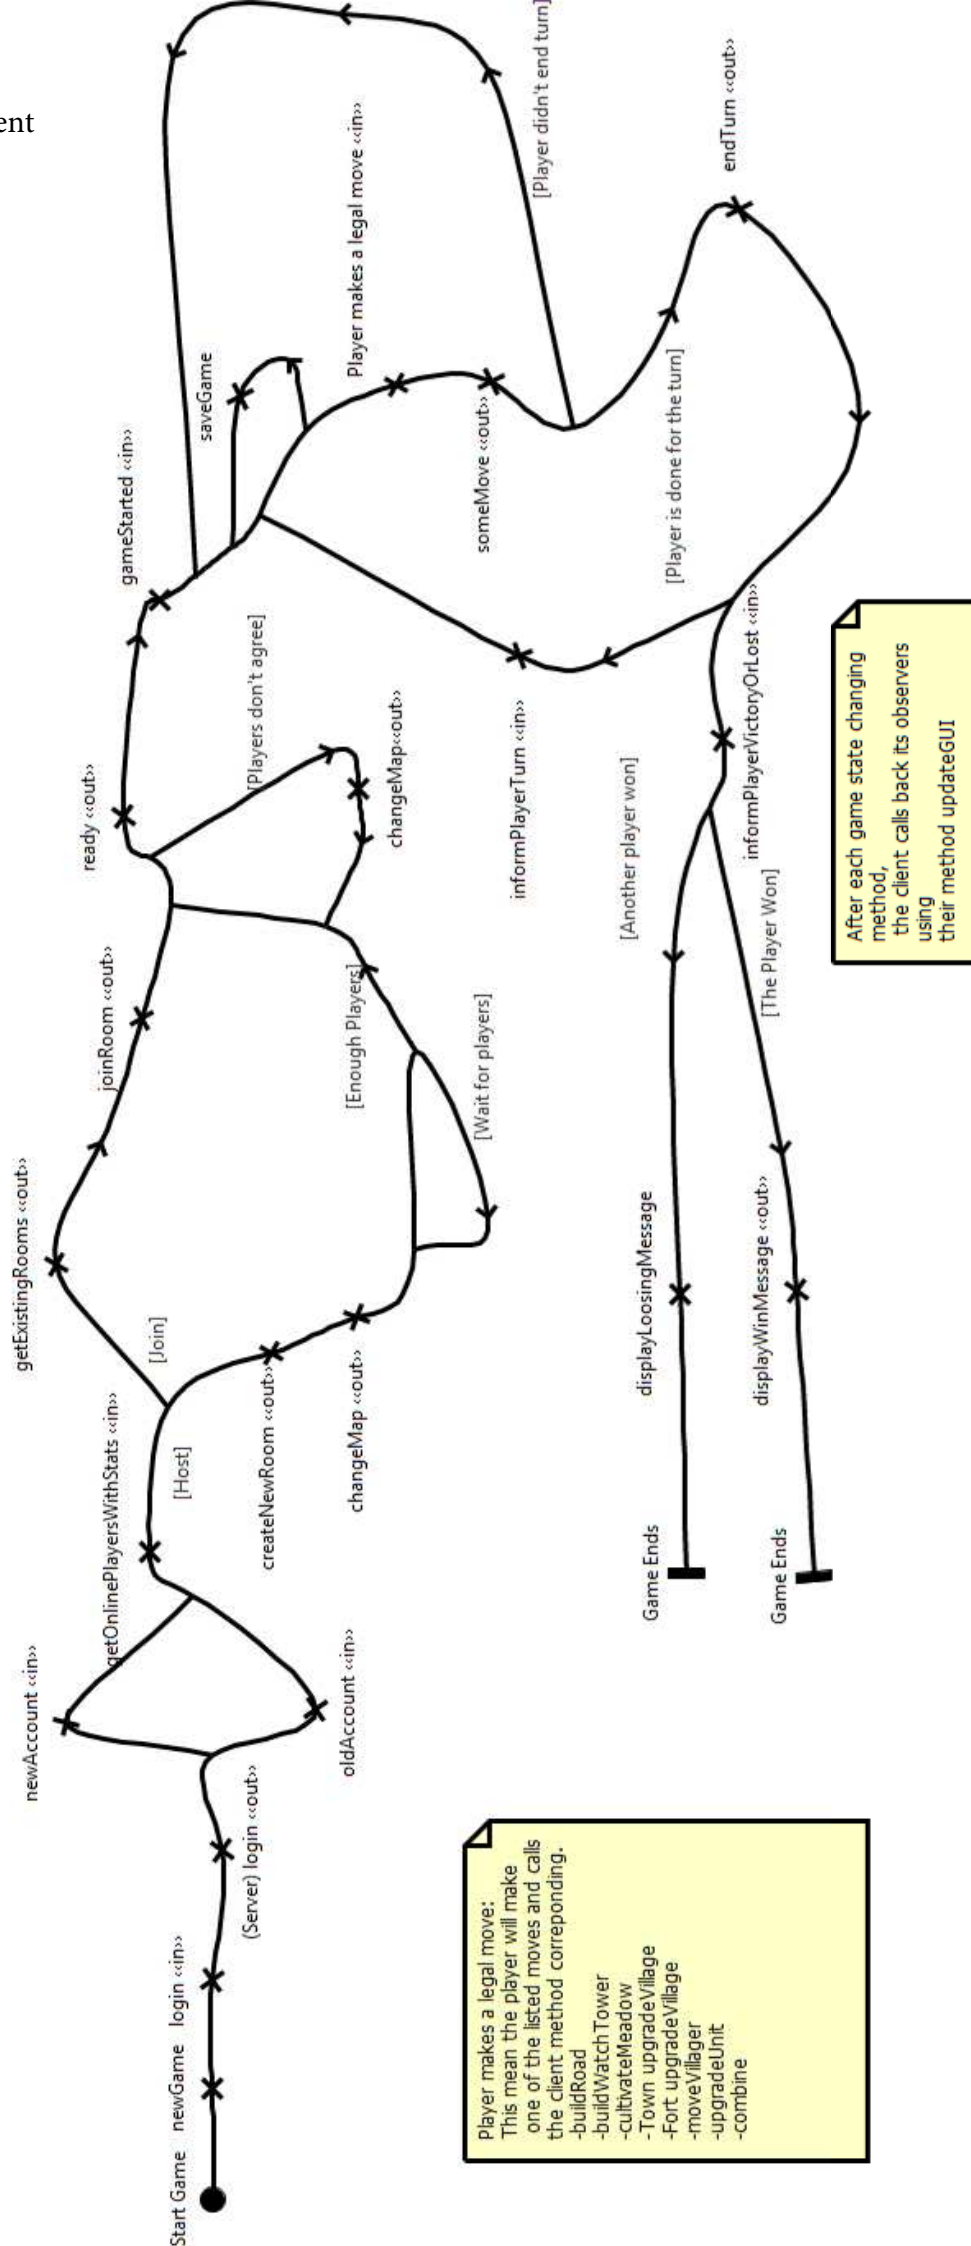 ent
Start Game
newGame
login ‹‹in››
(Server) login ‹‹out››
newAccount ‹‹in››
oldAccount ‹‹in››
getOnlinePlayersWithStats ‹‹in››
[Host]
[Join]
createNewRoom ‹‹out››
changeMap ‹‹out››
getExistingRooms ‹‹out››
joinRoom ‹‹out››
[Wait for players]
[Enough Players]
ready ‹‹out››
[Players don't agree]
changeMap‹‹out››
gameStarted ‹‹in››
saveGame
Player makes a legal move ‹‹in››
someMove ‹‹out››
[Player didn't end turn]
[Player is done for the turn]
endTurn ‹‹out››
informPlayerTurn ‹‹in››
informPlayerVictoryOrLost ‹‹in››
[Another player won]
[The Player Won]
displayLoosingMessage
displayWinMessage ‹‹out››
Game Ends
Game Ends
Player makes a legal move:
This mean the player will make
one of the listed moves and calls
the client method correponding.
-buildRoad
-buildWatchTower
-cultivateMeadow
-Town upgradeVillage
-Fort upgradeVillage
-moveVillager
-upgradeUnit
-combine
After each game state changing
method,
the client calls back its observers
using
their method updateGUI